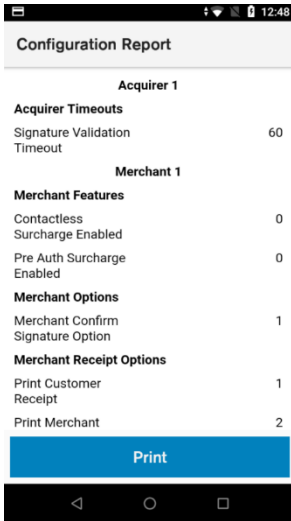 12:48
Configuration Report
Acquirer 1
Acquirer Timeouts
Signature Validation 60
Timeout
Merchant 1
Merchant Features
Contactless 0
Surcharge Enabled
Pre Auth Surcharge 0
Enabled
Merchant Options
Merchant Confirm 1
Signature Option
Merchant Receipt Options
Print Customer 1
Receipt
Print Merchant 2
Print